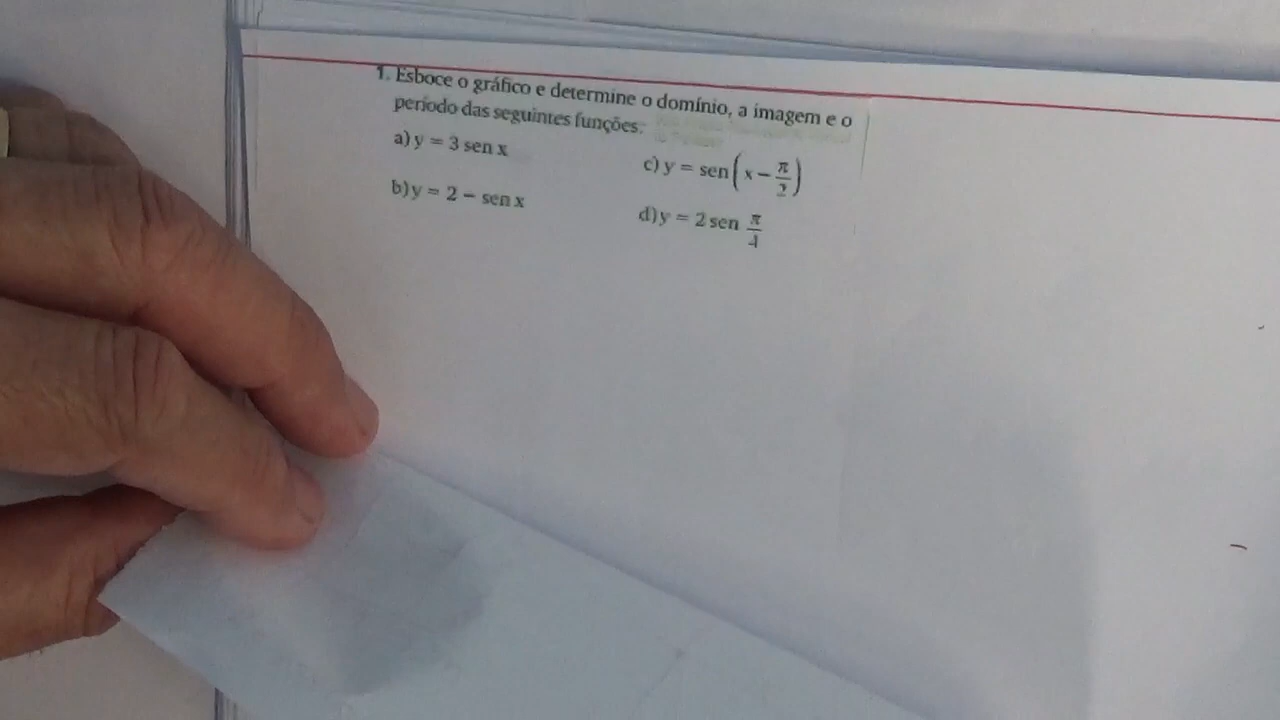 1. Esboce o gráfico e determine o domínio, a imagem e o
período das seguintes funções.
a) y = 3 sen x
b) y = 2 − sen x
c) y = sen(x − π/2)
d) y = 2 sen π/4